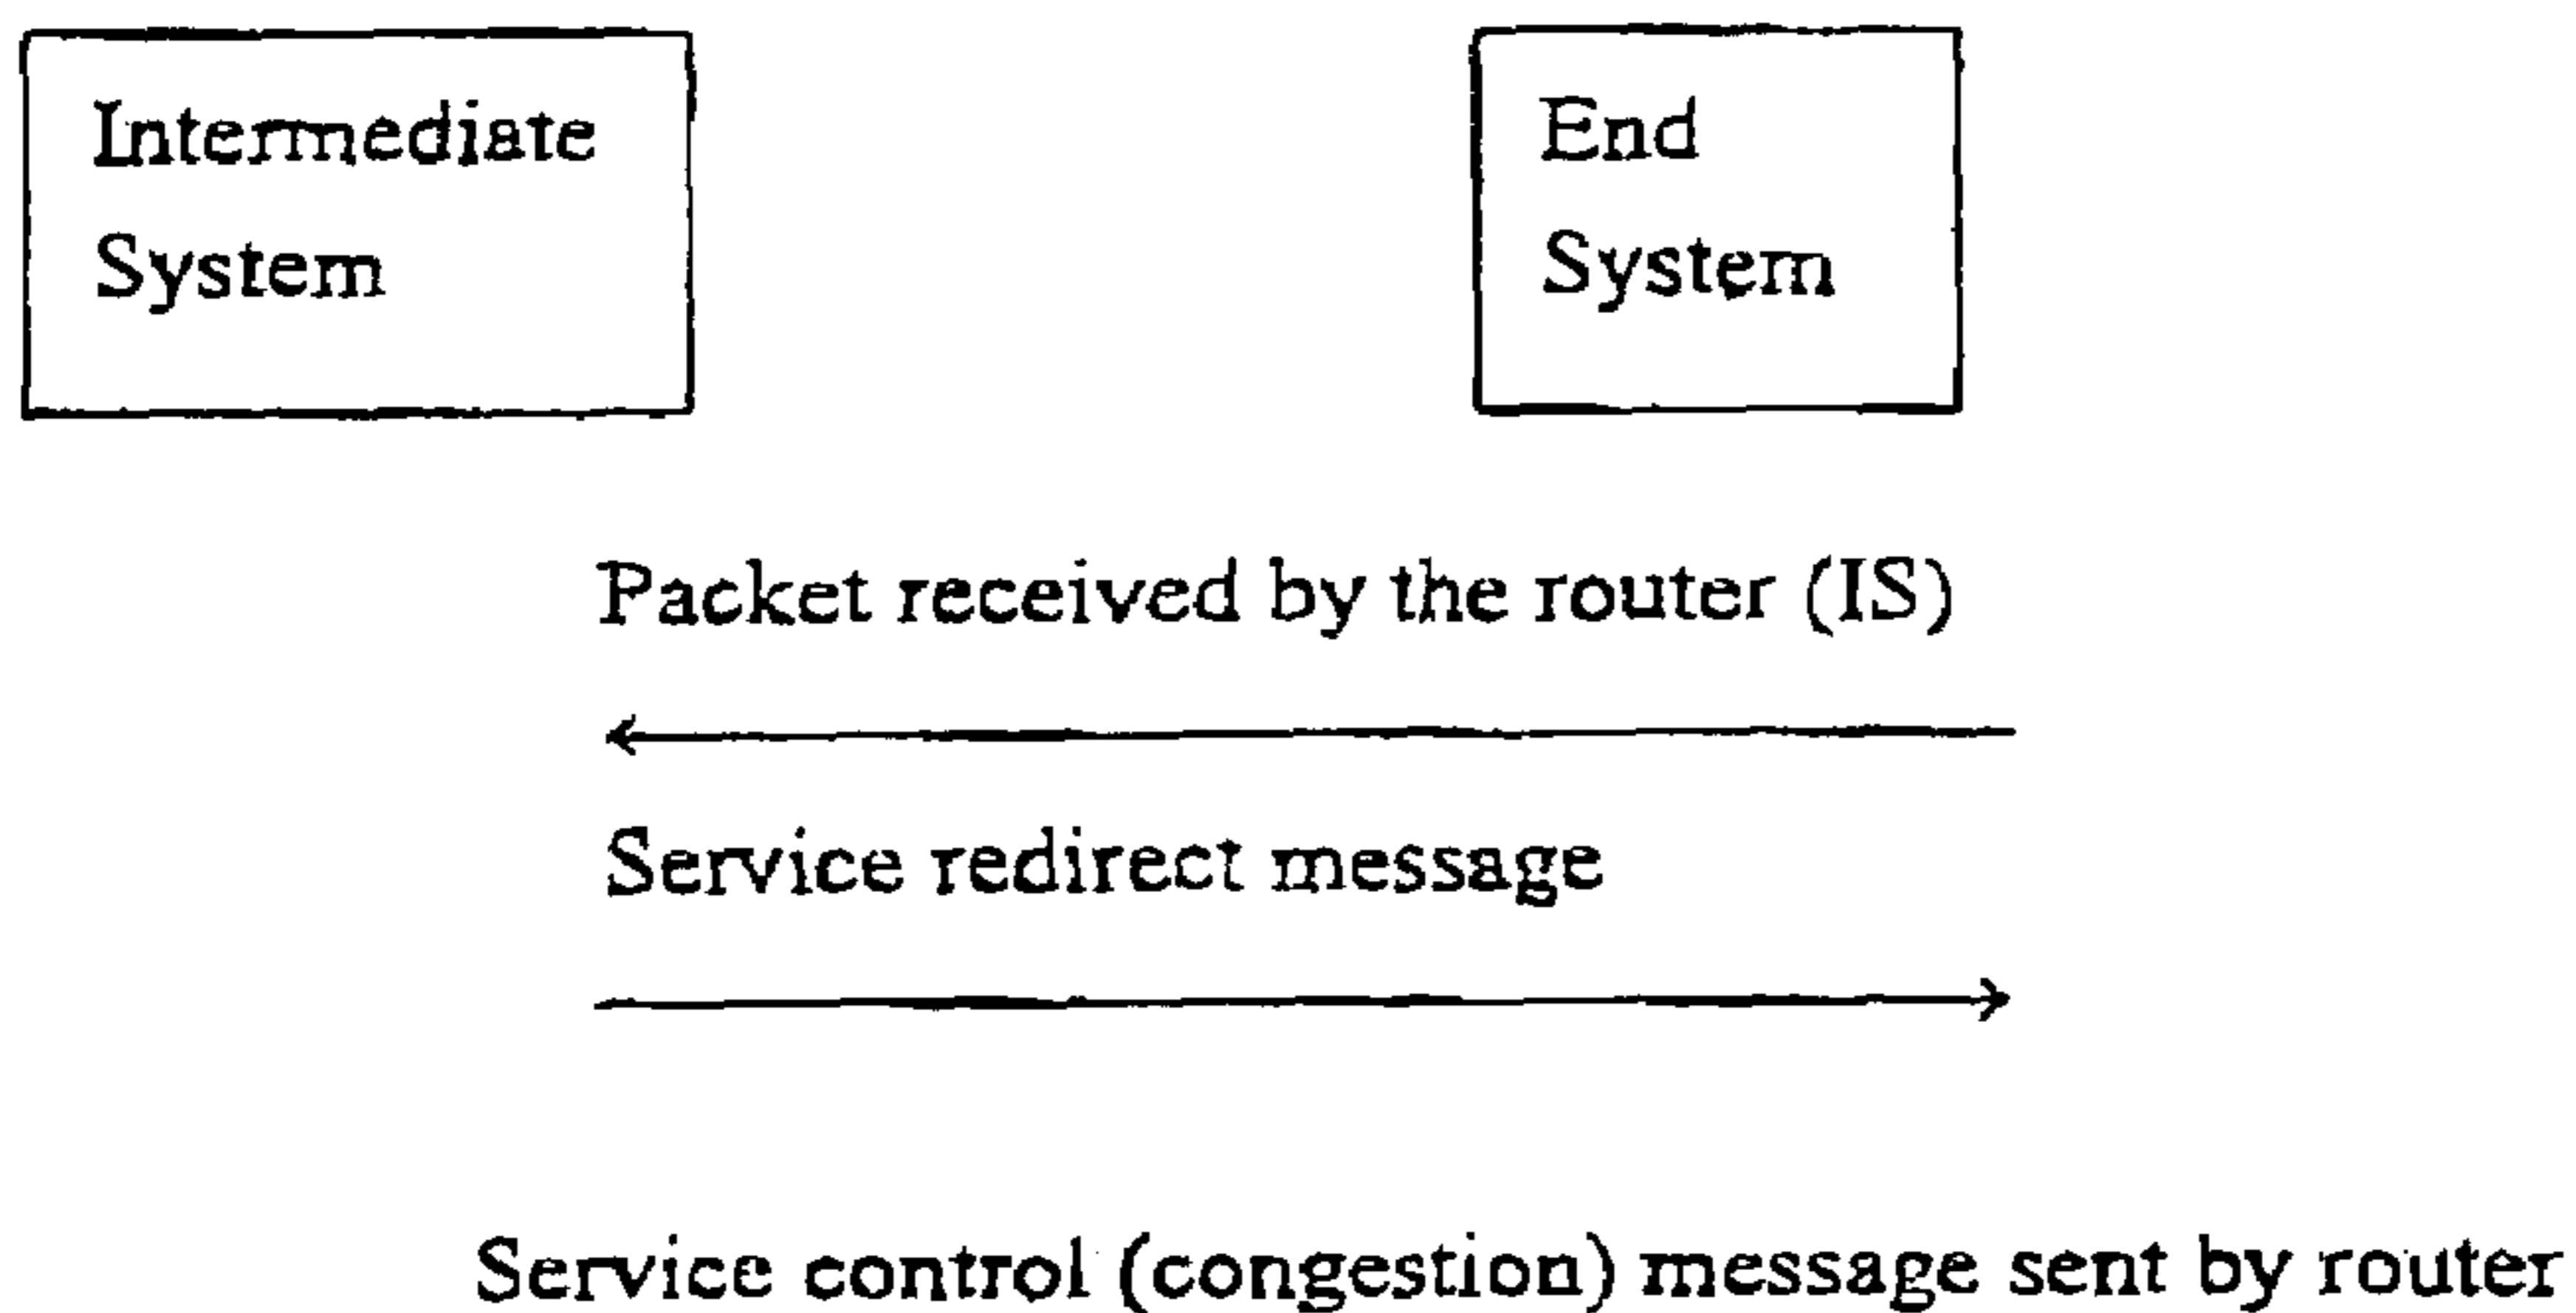 Intermediate
System
End
System
Packet received by the router (IS)
Service redirect message
Service control (congestion) message sent by router